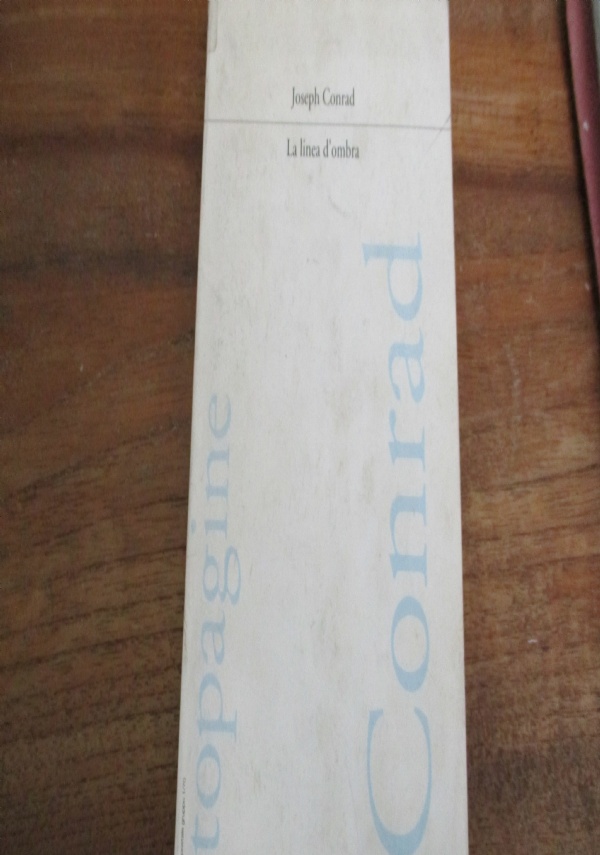 Joseph Conrad
La linea d'ombra
Conrad
topagine